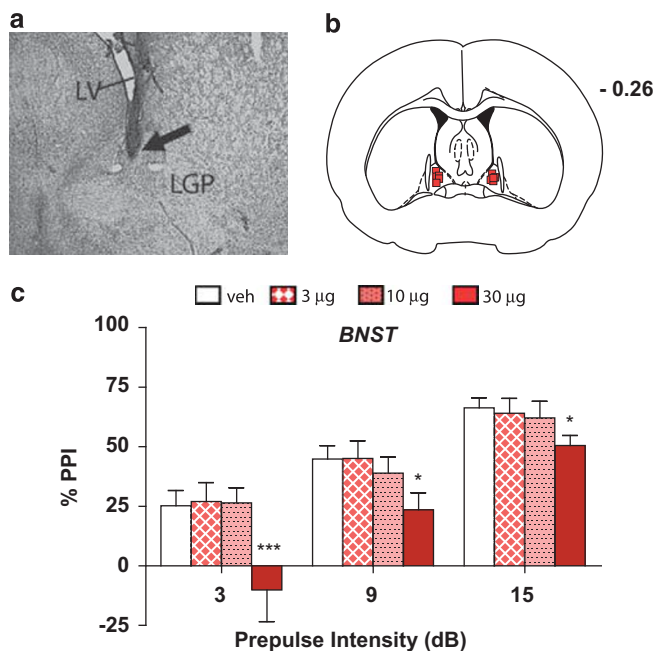 a
LV
LGP
b
- 0.26
c
veh 3 μg 10 μg 30 μg
BNST
100
75
50
25
0
-25
% PPI
***
*
*
3 9 15
Prepulse Intensity (dB)